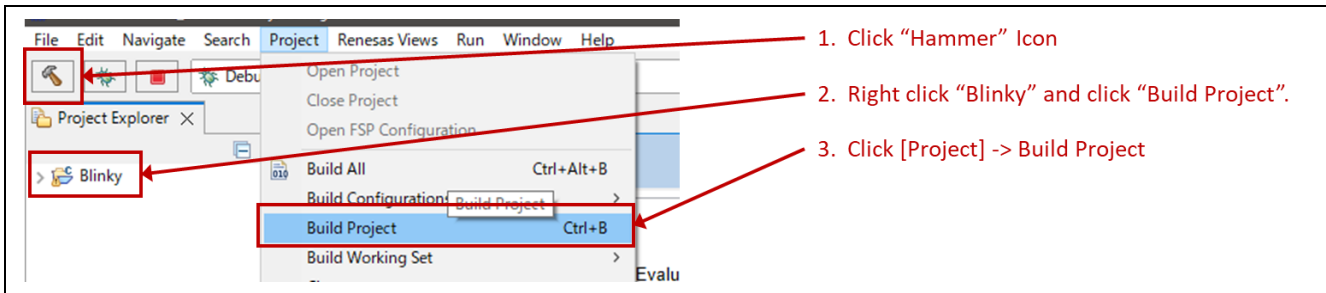 File Edit Navigate Search Project Renesas Views Run Window Help
1. Click “Hammer” Icon
Debu
Open Project
Close Project
2. Right click “Blinky” and click “Build Project”.
Project Explorer
Open FSP Configuration
3. Click [Project] -> Build Project
Blinky
010 Build All Ctrl+Alt+B
Build Configurations
Build Project
Build Project Ctrl+B
Build Working Set
Evalu